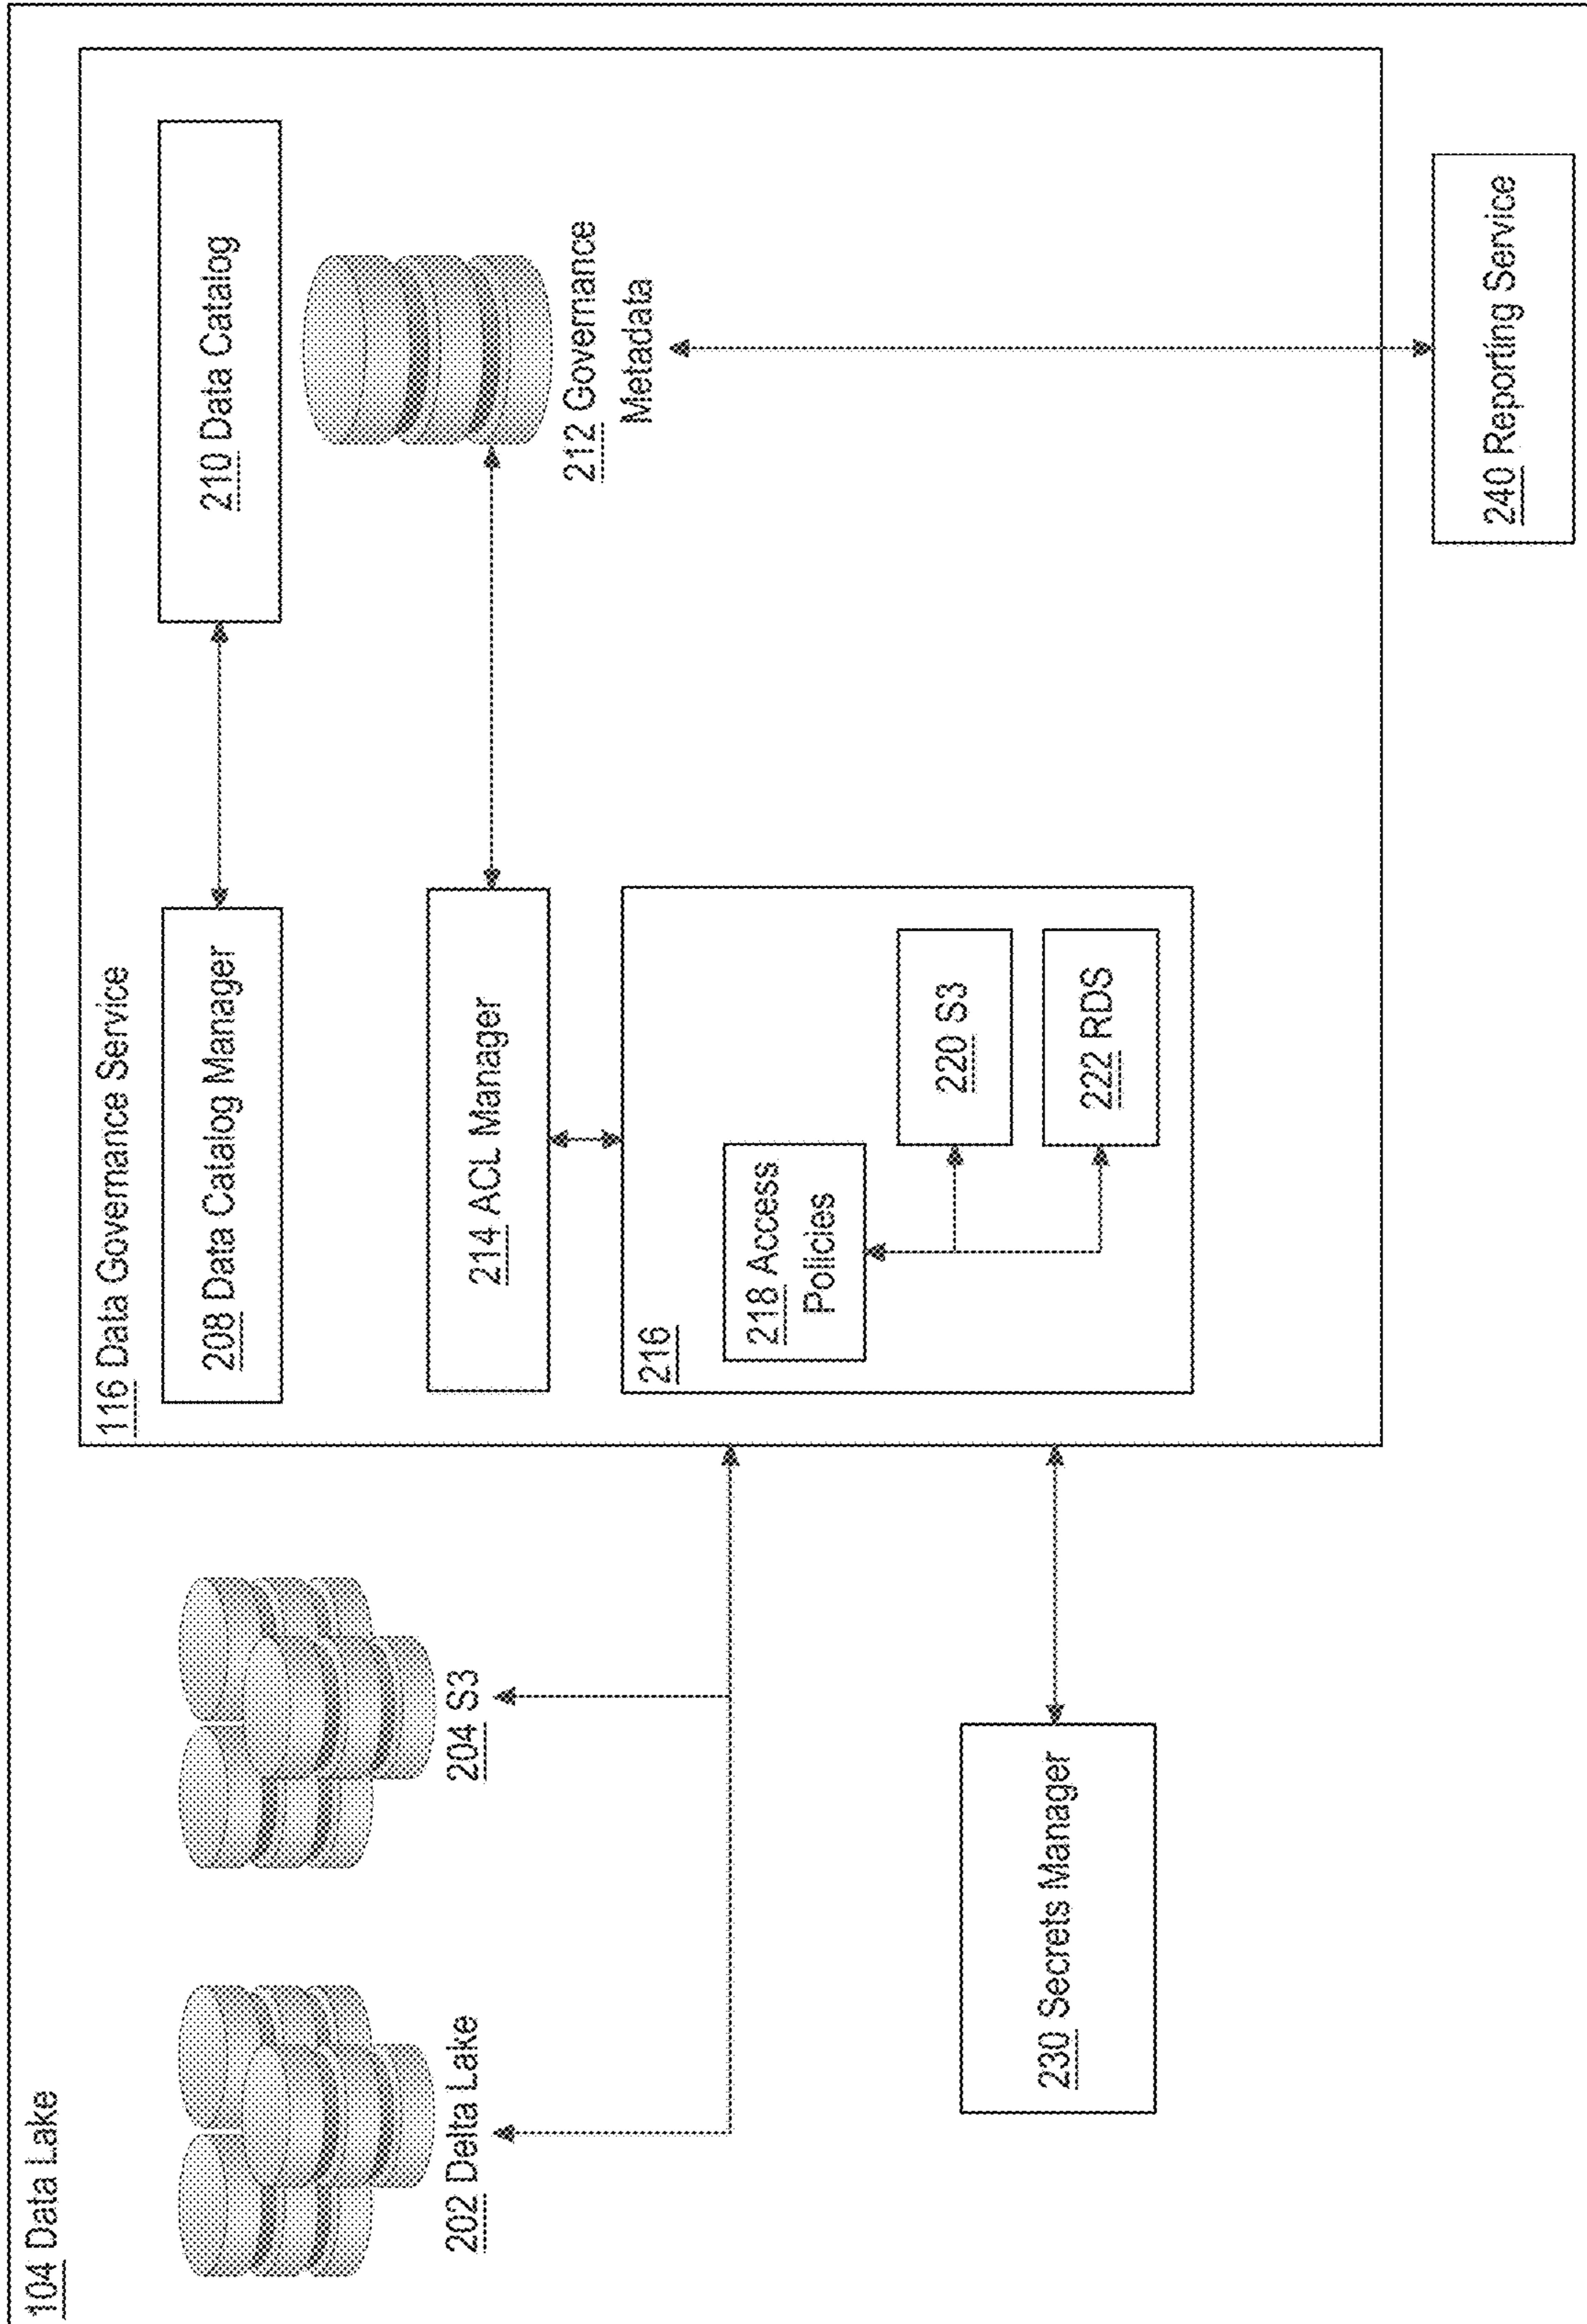 104 Data Lake
116 Data Governance Service
208 Data Catalog Manager
210 Data Catalog
202 Delta Lake
204 S3
214 ACL Manager
212 Governance
Metadata
216
218 Access
Policies
220 S3
222 RDS
230 Secrets Manager
240 Reporting Service